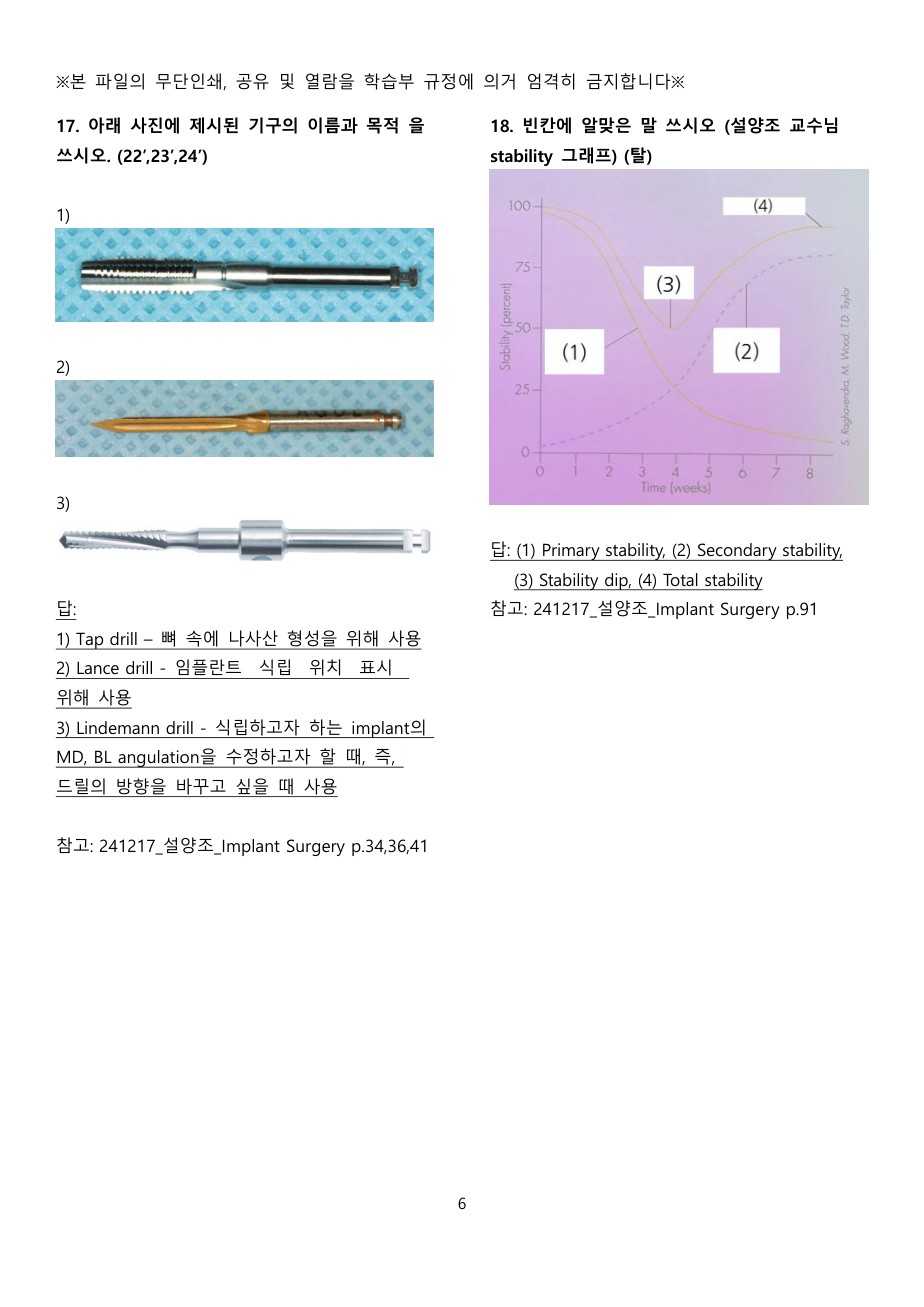 ※본 파일의 무단인쇄, 공유 및 열람을 학습부 규정에 의거 엄격히 금지합니다※
17. 아래 사진에 제시된 기구의 이름과 목적 을
쓰시오. (22’,23’,24’)
1)
2)
3)
답:
1) Tap drill – 뼈 속에 나사산 형성을 위해 사용
2) Lance drill - 임플란트 식립 위치 표시
위해 사용
3) Lindemann drill - 식립하고자 하는 implant의
MD, BL angulation을 수정하고자 할 때, 즉,
드릴의 방향을 바꾸고 싶을 때 사용
참고: 241217_설양조_Implant Surgery p.34,36,41
18. 빈칸에 알맞은 말 쓰시오 (설양조 교수님
stability 그래프) (탈)
100
(4)
75
(3)
Stability (percent)
50
(1)
(2)
25
0
0 1 2 3 4 5 6 7 8
Time (weeks)
S. Raghavendra, M. Wood, T.D. Taylor
답: (1) Primary stability, (2) Secondary stability,
(3) Stability dip, (4) Total stability
참고: 241217_설양조_Implant Surgery p.91
6